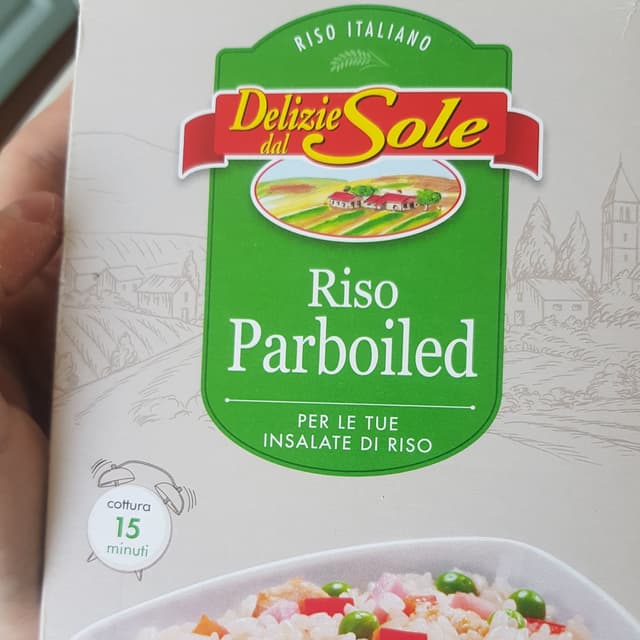 RISO ITALIANO
Delizie
dal Sole
Riso
Parboiled
PER LE TUE
INSALATE DI RISO
cottura
15
minuti